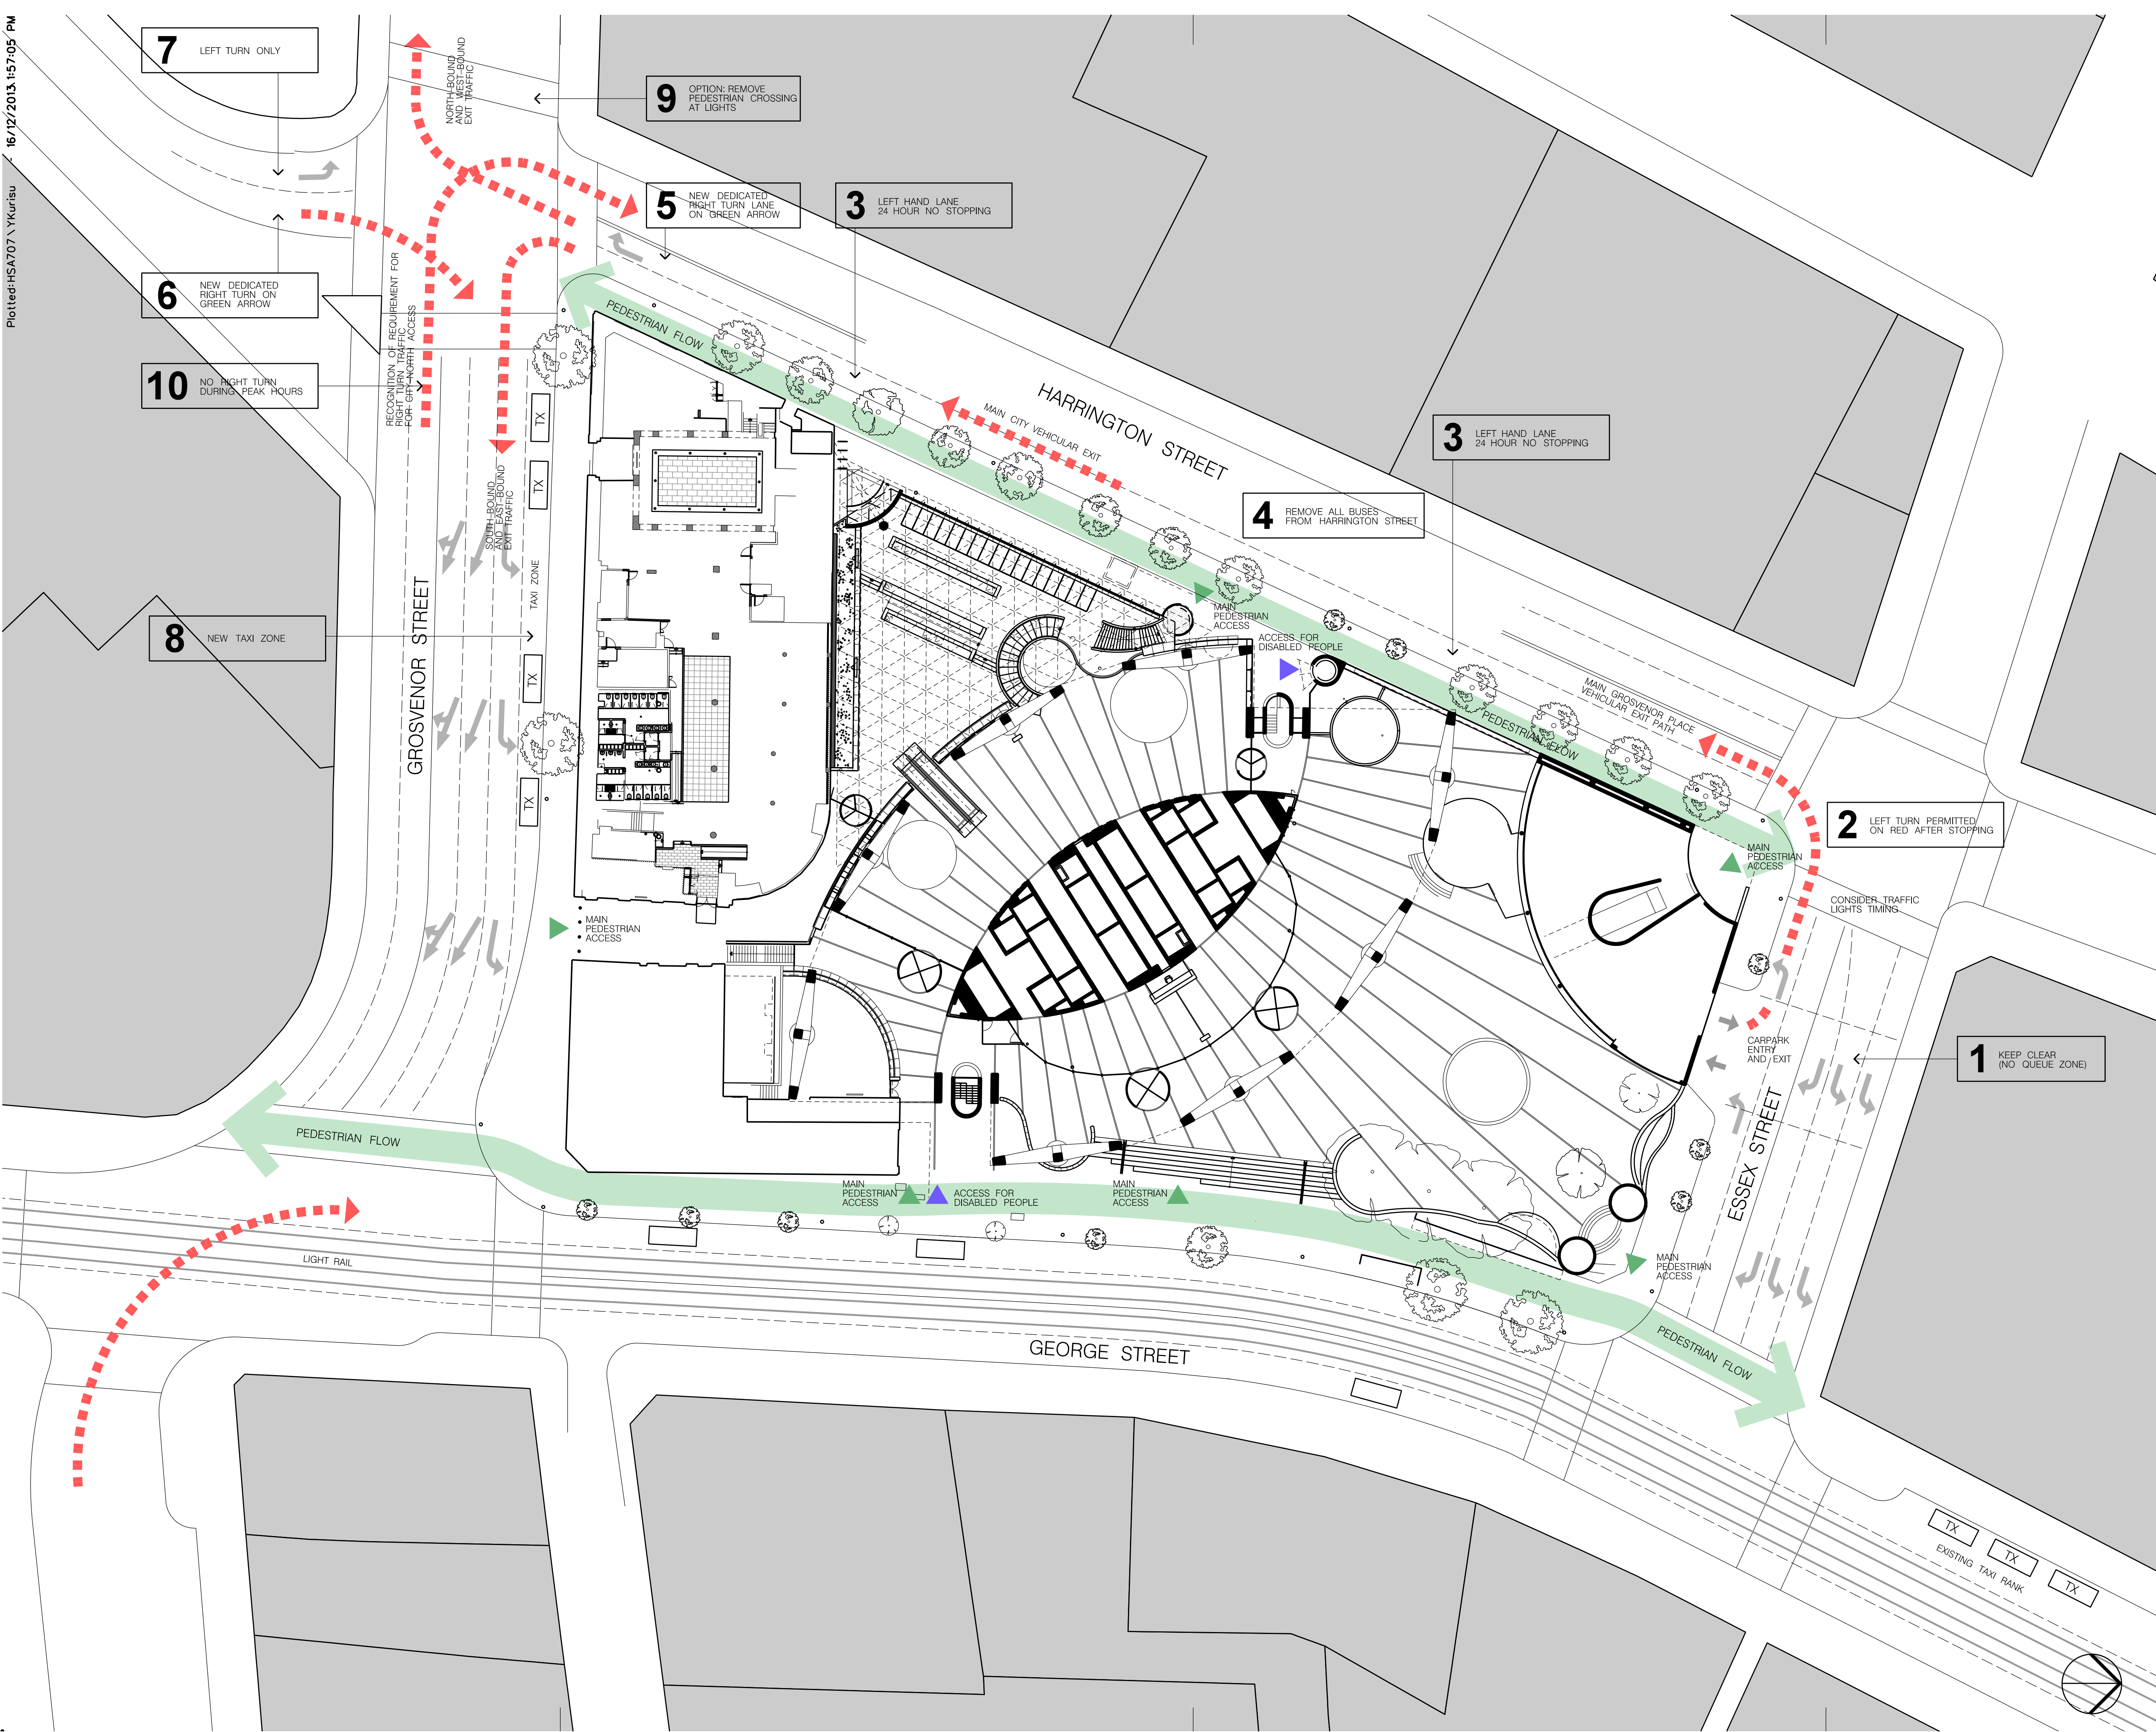 Plotted: HSA707 \ YKurisu - 16/12/2013, 1:57:05 PM
7
LEFT TURN ONLY
NORTH-BOUND
AND WEST-BOUND
EXIT TRAFFIC
9
OPTION: REMOVE
PEDESTRIAN CROSSING
AT LIGHTS
5
NEW DEDICATED
RIGHT TURN LANE
ON GREEN ARROW
3
LEFT HAND LANE
24 HOUR NO STOPPING
6
NEW DEDICATED
RIGHT TURN ON
GREEN ARROW
10
NO RIGHT TURN
DURING PEAK HOURS
RECOGNITION OF REQUIREMENT FOR
RIGHT TURN TRAFFIC
FOR CITY NORTH ACCESS
PEDESTRIAN FLOW
HARRINGTON STREET
MAIN CITY VEHICULAR EXIT
3
LEFT HAND LANE
24 HOUR NO STOPPING
4
REMOVE ALL BUSES
FROM HARRINGTON STREET
TX
TX
SOUTH-BOUND
AND EAST-BOUND
EXIT TRAFFIC
TAXI ZONE
GROSVENOR STREET
8
NEW TAXI ZONE
TX
TX
MAIN
PEDESTRIAN
ACCESS
ACCESS FOR
DISABLED PEOPLE
MAIN GROSVENOR PLACE
VEHICULAR EXIT PATH
PEDESTRIAN FLOW
2
LEFT TURN PERMITTED
ON RED AFTER STOPPING
MAIN
PEDESTRIAN
ACCESS
CONSIDER TRAFFIC
LIGHTS TIMING
MAIN
PEDESTRIAN
ACCESS
CARPARK
ENTRY
AND EXIT
1
KEEP CLEAR
(NO QUEUE ZONE)
ESSEX STREET
PEDESTRIAN FLOW
MAIN
PEDESTRIAN
ACCESS
ACCESS FOR
DISABLED PEOPLE
MAIN
PEDESTRIAN
ACCESS
MAIN
PEDESTRIAN
ACCESS
LIGHT RAIL
GEORGE STREET
PEDESTRIAN FLOW
TX
TX
TX
EXISTING TAXI RANK